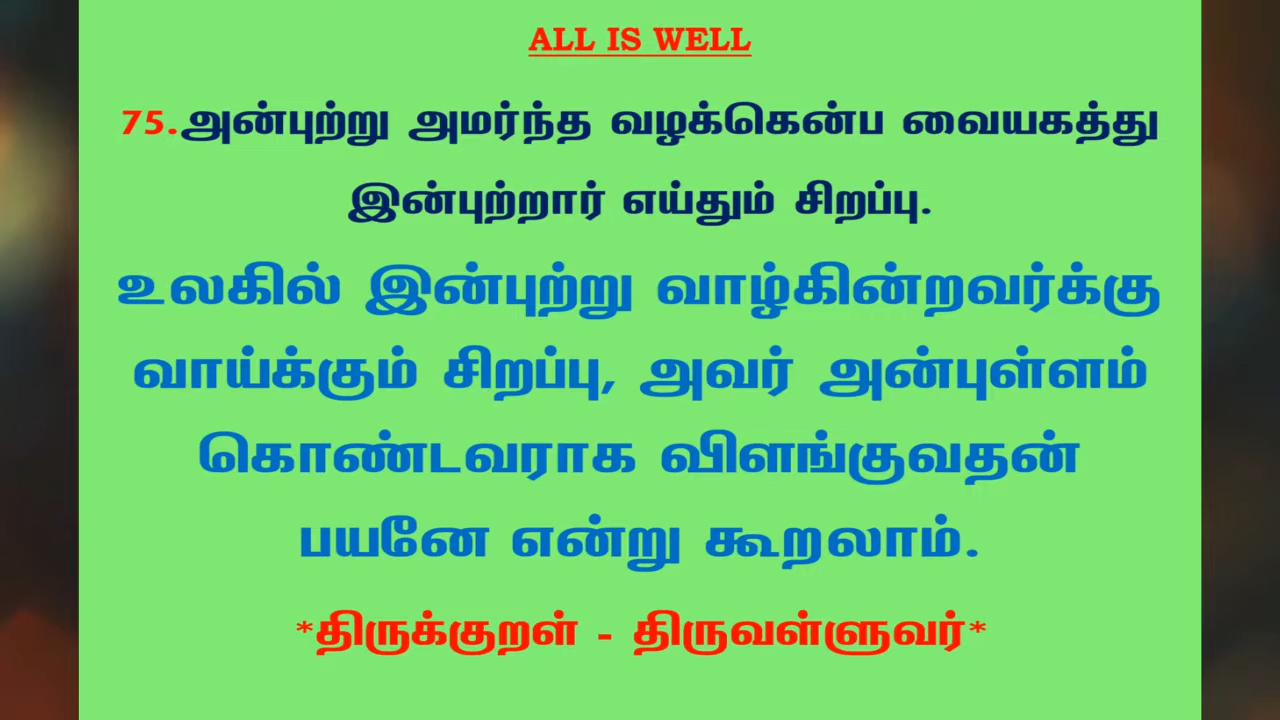 ALL IS WELL
75.அன்புற்று அமர்ந்த வழக்கென்ப வையகத்து
இன்புற்றார் எய்தும் சிறப்பு.
உலகில் இன்புற்று வாழ்கின்றவர்க்கு
வாய்க்கும் சிறப்பு, அவர் அன்புள்ளம்
கொண்டவராக விளங்குவதன்
பயனே என்று கூறலாம்.
*திருக்குறள் - திருவள்ளுவர்*